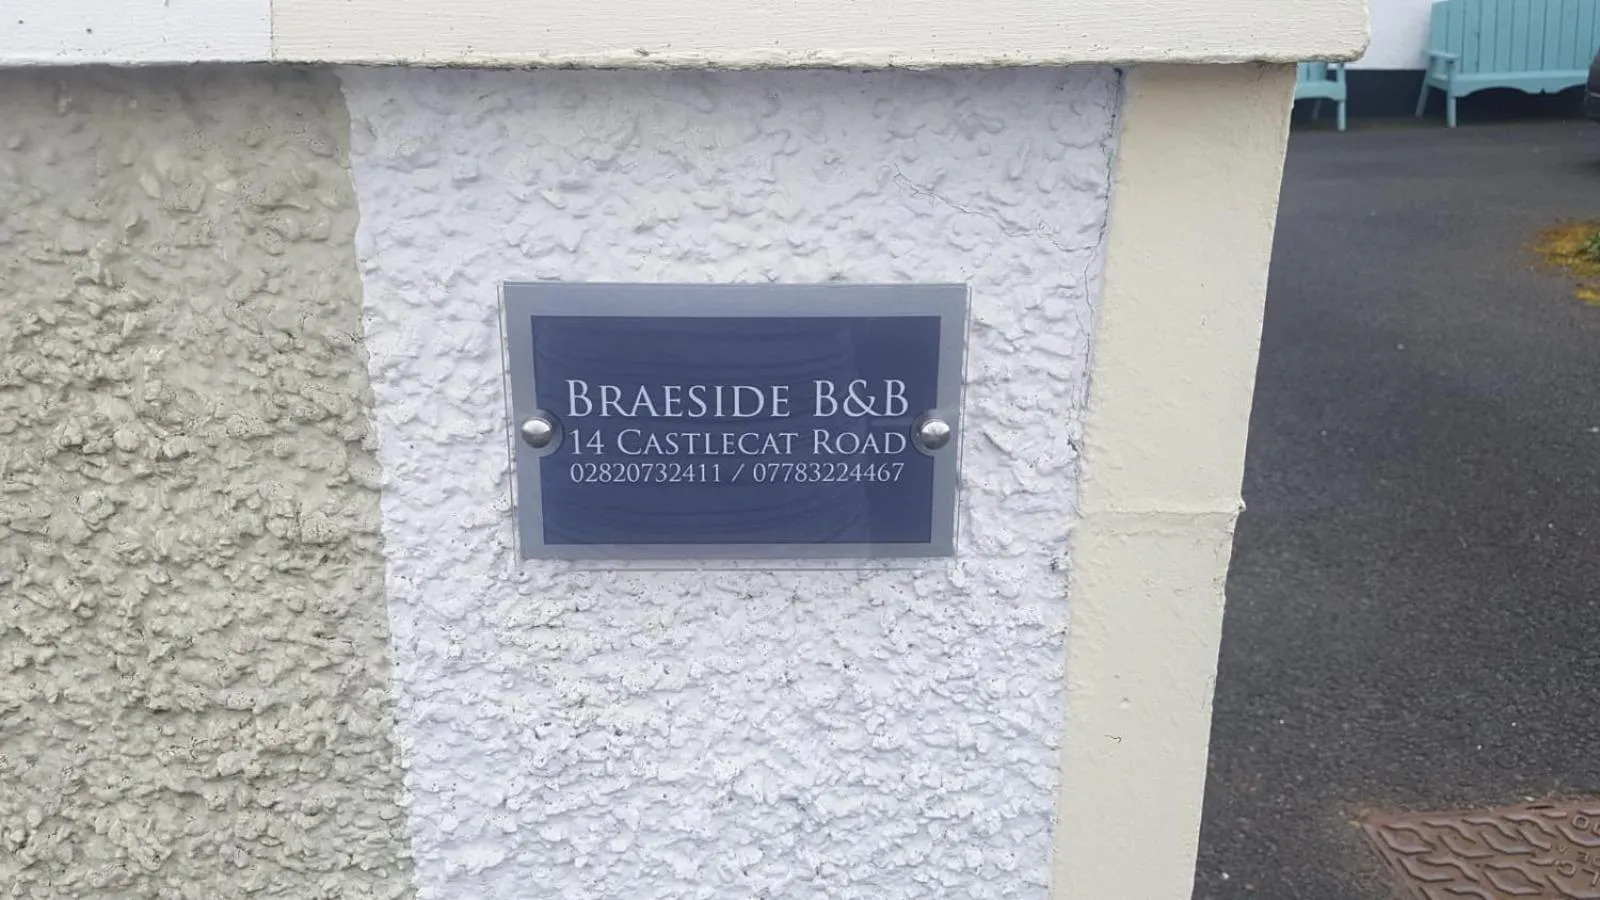 BRAESIDE B&B
14 CASTLECAT ROAD
02820732411 / 07783224467